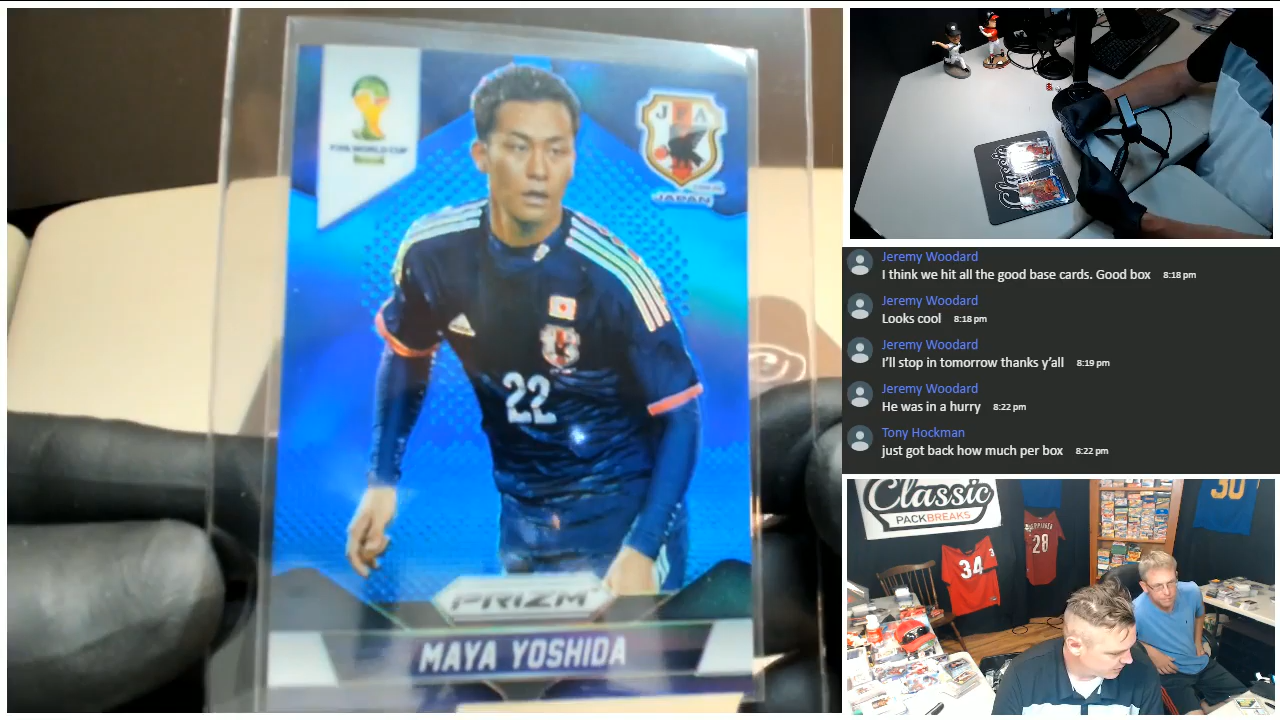 FIFA WORLD CUP
Brasil
JFA
JAPAN
22
PRIZM
MAYA YOSHIDA
Classic
Jeremy Woodard
I think we hit all the good base cards. Good box 8:18 pm
Jeremy Woodard
Looks cool 8:18 pm
Jeremy Woodard
I'll stop in tomorrow thanks y'all 8:19 pm
Jeremy Woodard
He was in a hurry 8:22 pm
Tony Hockman
just got back how much per box 8:22 pm
Classic
PACKBREAKS
34
28
30